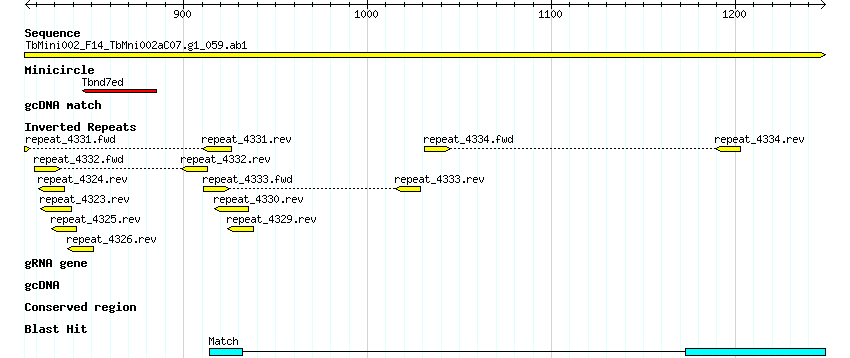 900 1000 1100 1200
Sequence
TbMini002_F14_TbMni002aC07.g1_059.ab1
Minicircle
Tbnd7ed
gcDNA match
Inverted Repeats
repeat_4331.fwd repeat_4331.rev repeat_4334.fwd repeat_4334.rev
repeat_4332.fwd repeat_4332.rev
repeat_4324.rev repeat_4333.fwd repeat_4333.rev
repeat_4323.rev repeat_4330.rev
repeat_4325.rev repeat_4329.rev
repeat_4326.rev
gRNA gene
gcDNA
Conserved region
Blast Hit
Match